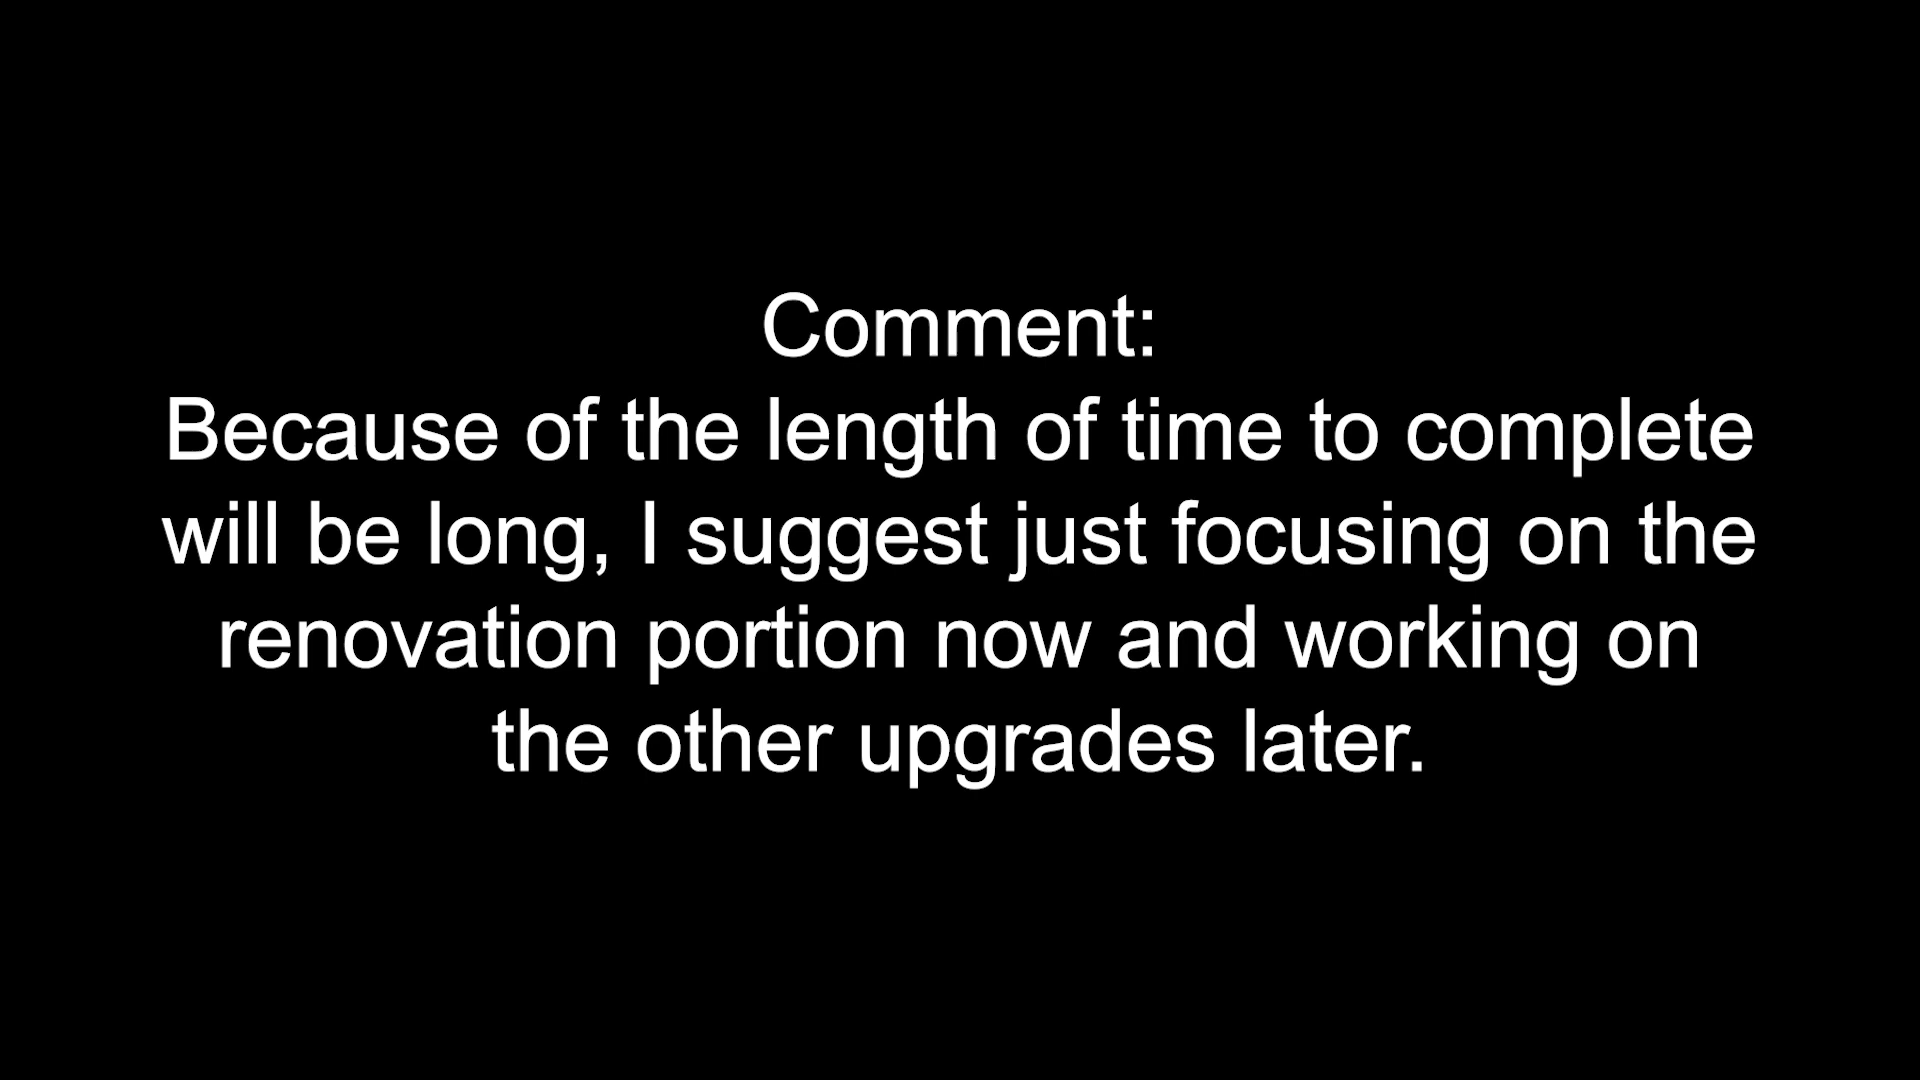 Comment:
Because of the length of time to complete
will be long, I suggest just focusing on the
renovation portion now and working on
the other upgrades later.